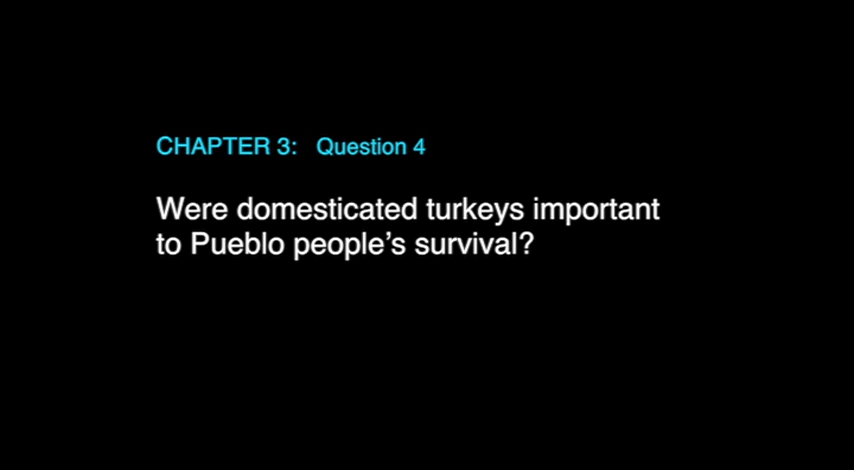 CHAPTER 3: Question 4
Were domesticated turkeys important
to Pueblo people’s survival?